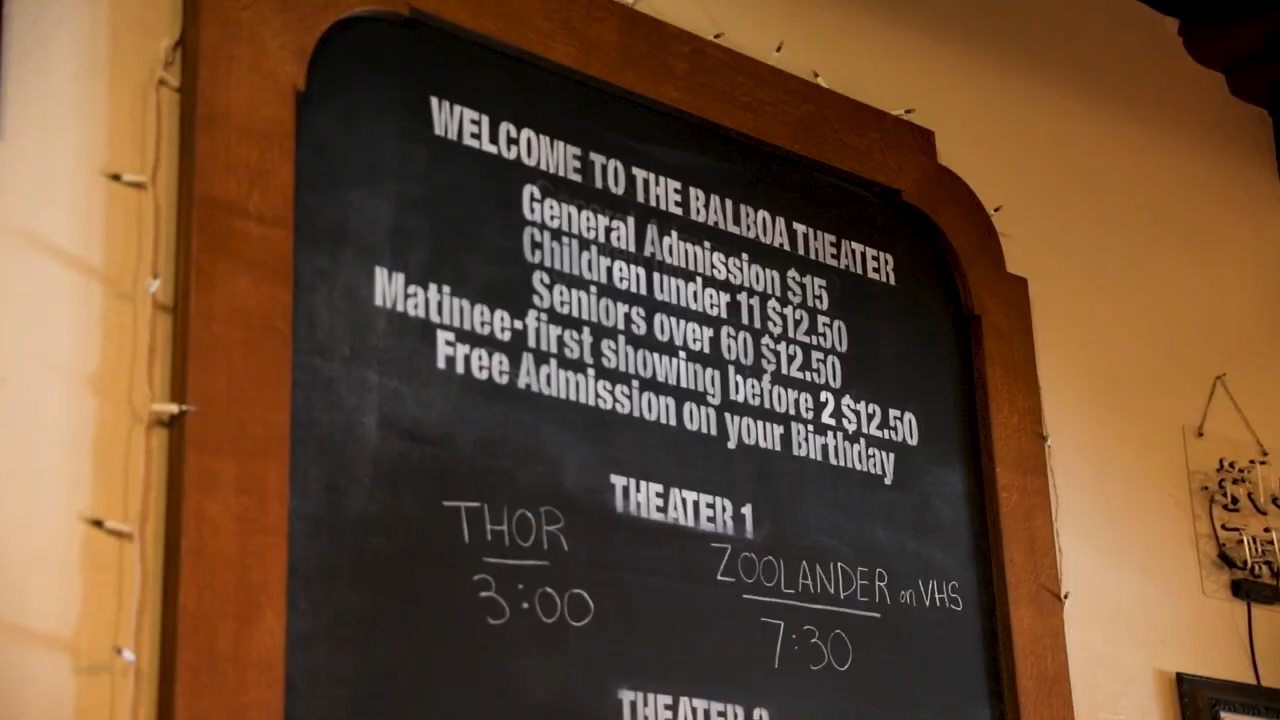 WELCOME TO THE BALBOA THEATER
General Admission $15
Children under 11 $12.50
Seniors over 60 $12.50
Matinee-first showing before 2 $12.50
Free Admission on your Birthday
THEATER 1
THOR
3:00
ZOOLANDER on VHS
7:30
THEATER